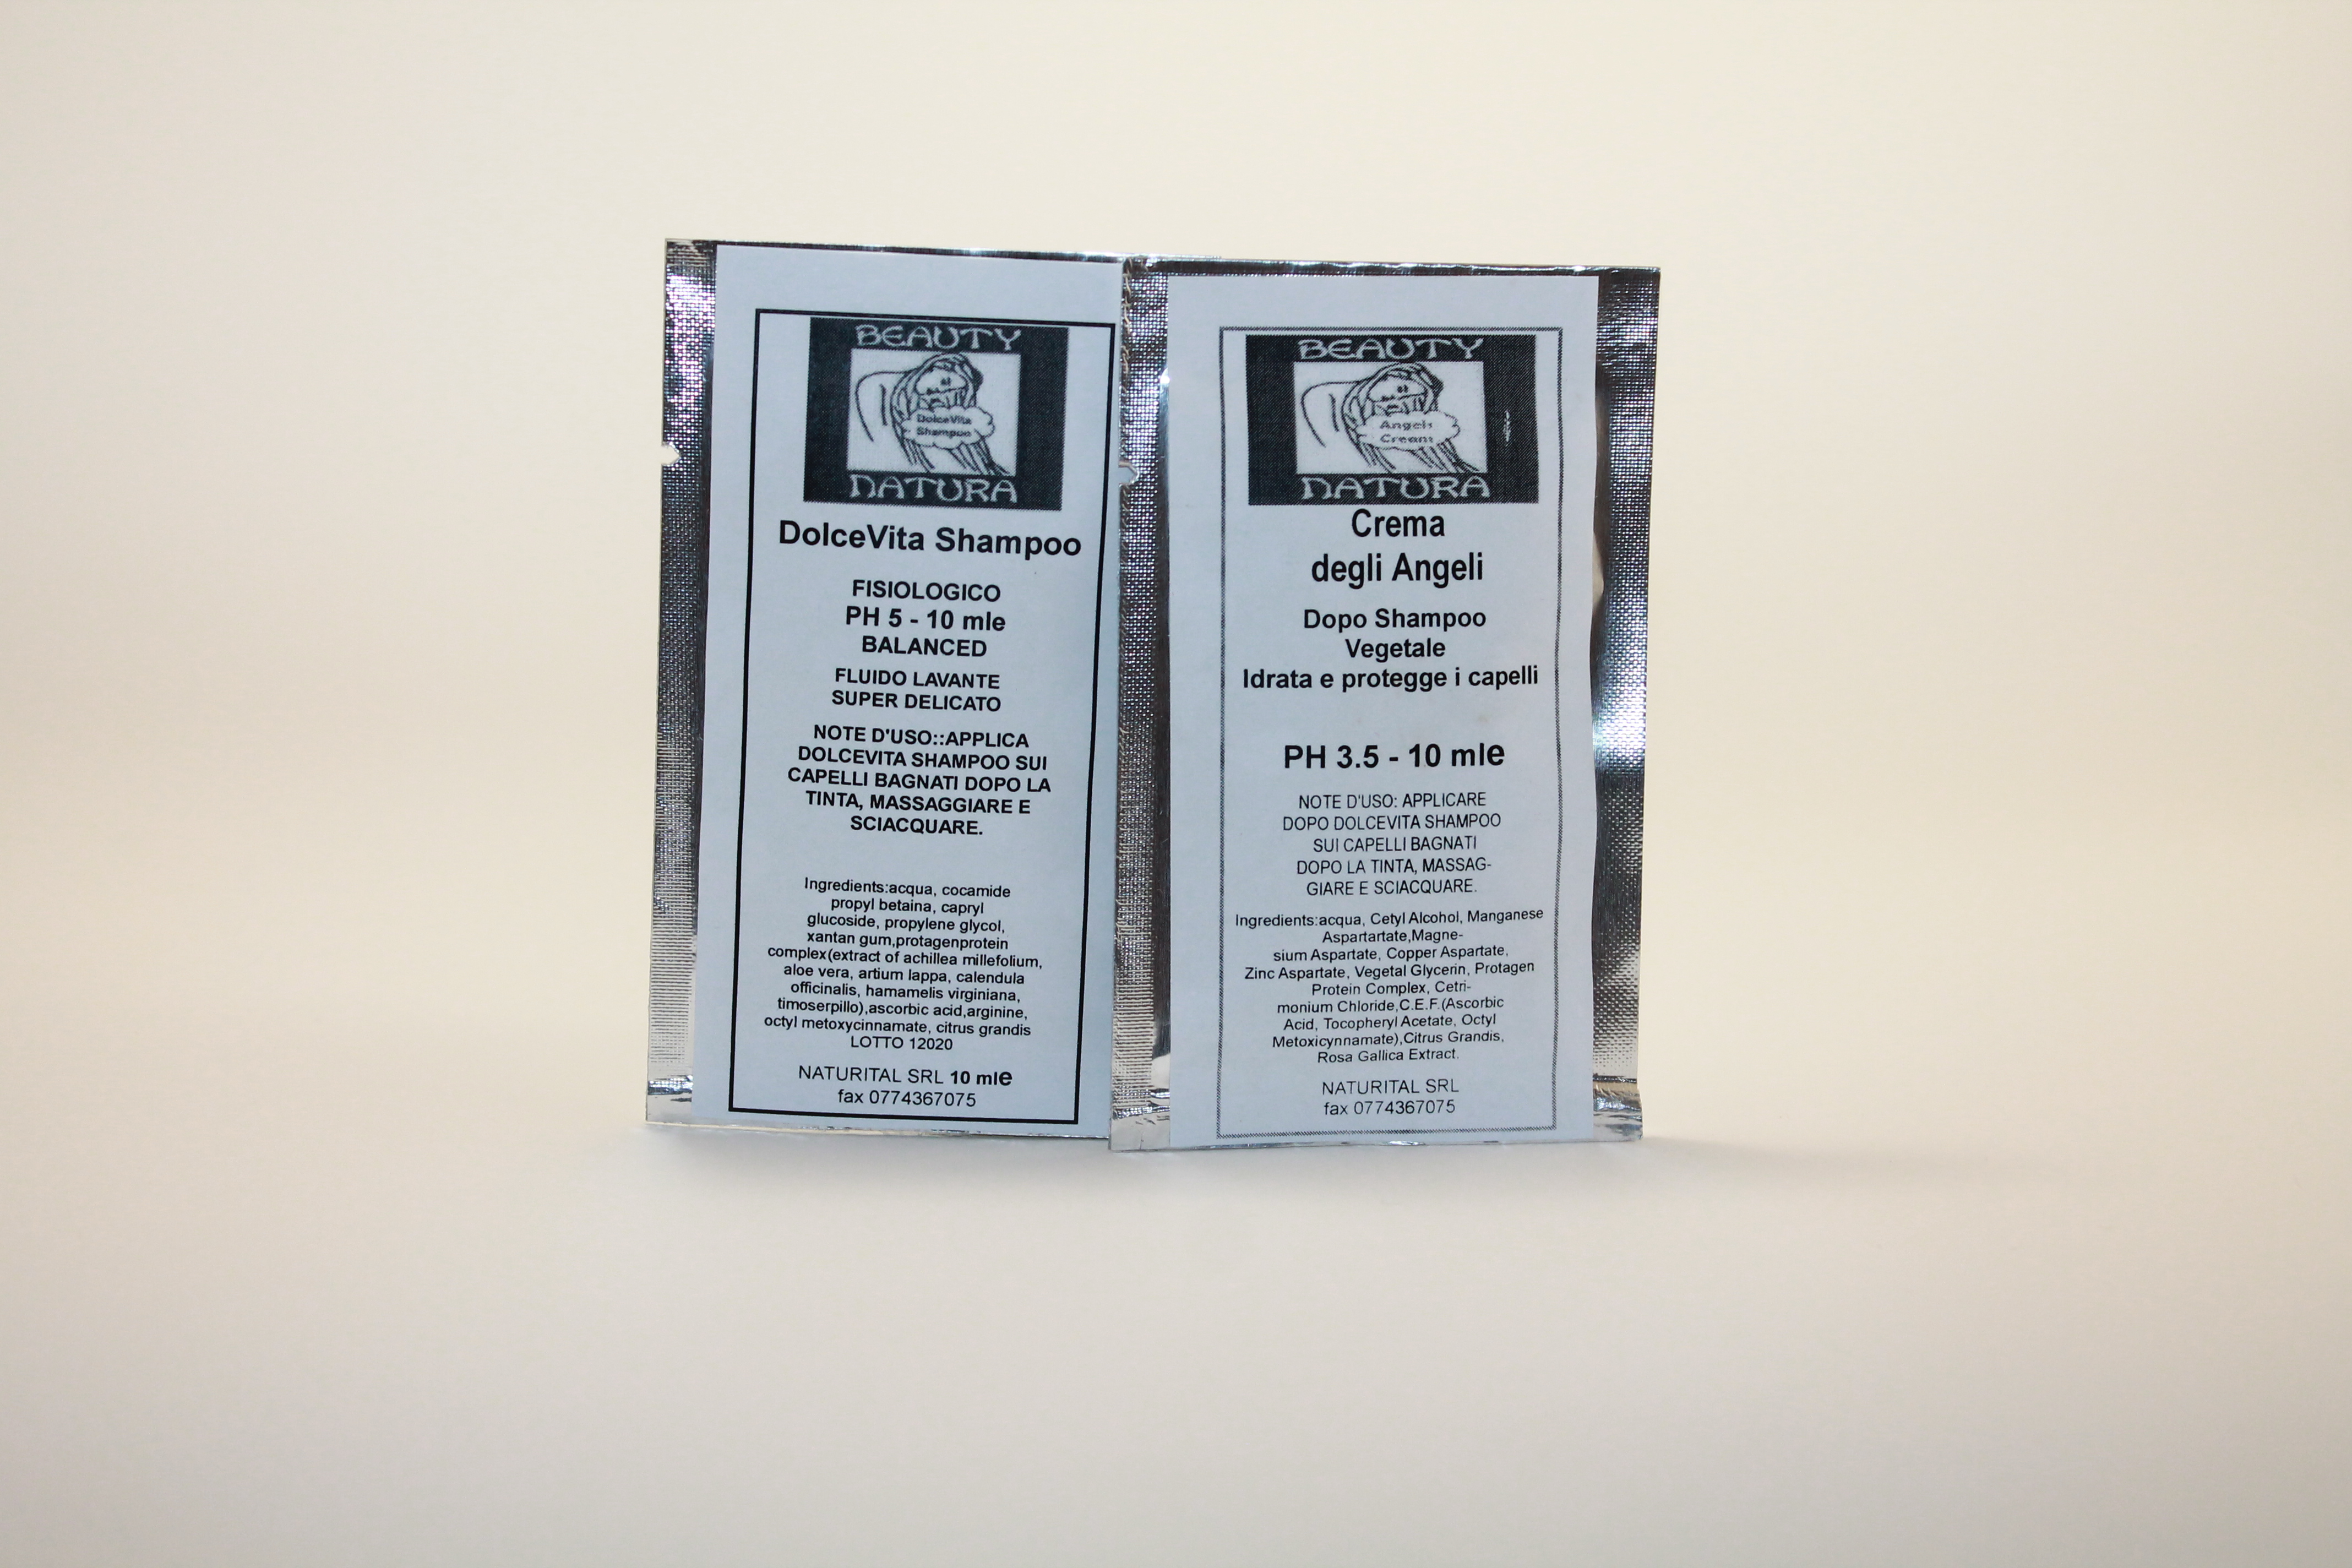 BEAUTY
DolceVita
Shampoo
NATURA
DolceVita Shampoo
FISIOLOGICO
PH 5 - 10 mle
BALANCED
FLUIDO LAVANTE
SUPER DELICATO
NOTE D'USO::APPLICA
DOLCEVITA SHAMPOO SUI
CAPELLI BAGNATI DOPO LA
TINTA, MASSAGGIARE E
SCIACQUARE.
Ingredients:acqua, cocamide
propyl betaina, capryl
glucoside, propylene glycol,
xantan gum,protagenprotein
complex(extract of achillea millefolium,
aloe vera, artium lappa, calendula
officinalis, hamamelis virginiana,
timoserpillo),ascorbic acid,arginine,
octyl metoxycinnamate, citrus grandis
LOTTO 12020
NATURITAL SRL 10 mle
fax 0774367075
BEAUTY
Angels
Cream
NATURA
Crema
degli Angeli
Dopo Shampoo
Vegetale
Idrata e protegge i capelli
PH 3.5 - 10 mle
NOTE D'USO: APPLICARE
DOPO DOLCEVITA SHAMPOO
SUI CAPELLI BAGNATI
DOPO LA TINTA, MASSAG-
GIARE E SCIACQUARE.
Ingredients:acqua, Cetyl Alcohol, Manganese
Aspartartate,Magne-
sium Aspartate, Copper Aspartate,
Zinc Aspartate, Vegetal Glycerin, Protagen
Protein Complex, Cetri-
monium Chloride,C.E.F.(Ascorbic
Acid, Tocopheryl Acetate, Octyl
Metoxicynnamate),Citrus Grandis,
Rosa Gallica Extract.
NATURITAL SRL
fax 0774367075